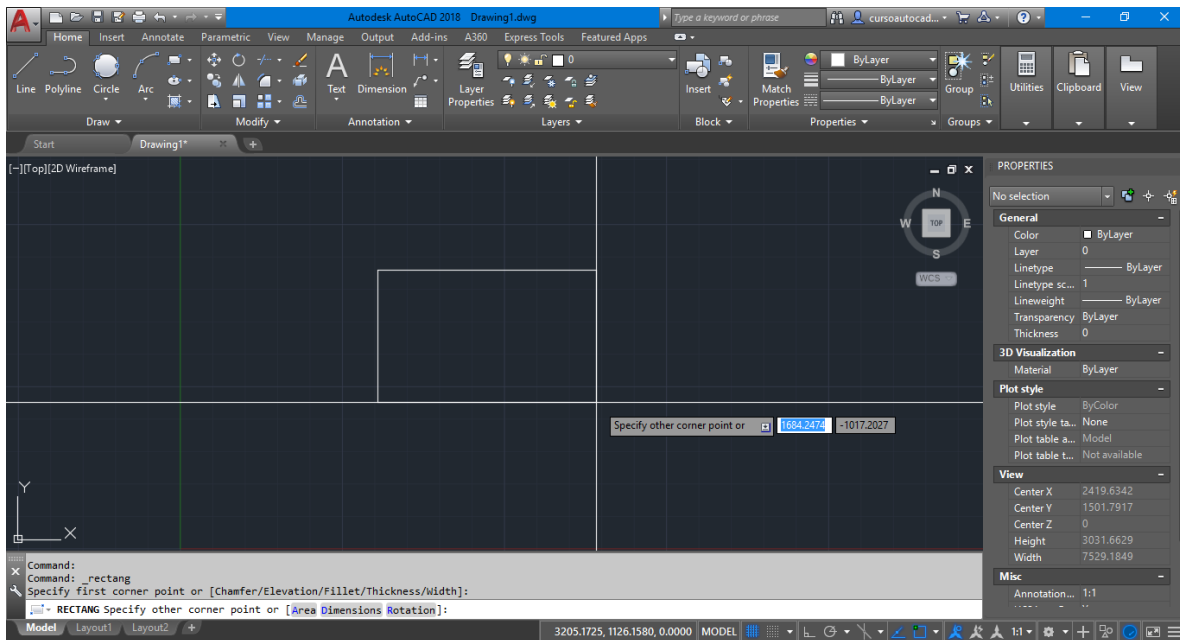 Autodesk AutoCAD 2018 Drawing1.dwg
Type a keyword or phrase
cursoautocad...
Home Insert Annotate Parametric View Manage Output Add-ins A360 Express Tools Featured Apps
Line Polyline Circle Arc
Text Dimension
Layer Properties
0
Insert
Match Properties
ByLayer
ByLayer
ByLayer
Group
Utilities
Clipboard
View
Draw Modify Annotation Layers Block Properties Groups
Start Drawing1* +
[−][Top][2D Wireframe]
N
W TOP E
S
WCS
Specify other corner point or 1684.2474 -1017.2027
Y
X
PROPERTIES
No selection
General
Color ByLayer
Layer 0
Linetype ByLayer
Linetype sc... 1
Lineweight ByLayer
Transparency ByLayer
Thickness 0
3D Visualization
Material ByLayer
Plot style
Plot style ByColor
Plot style ta... None
Plot table a... Model
Plot table t... Not available
View
Center X 2419.6342
Center Y 1501.7917
Center Z 0
Height 3031.6629
Width 7529.1849
Misc
Annotation... 1:1
Command:
Command: _rectang
Specify first corner point or [Chamfer/Elevation/Fillet/Thickness/Width]:
RECTANG Specify other corner point or [Area Dimensions Rotation]:
Model Layout1 Layout2 +
3205.1725, 1126.1580, 0.0000 MODEL 1:1